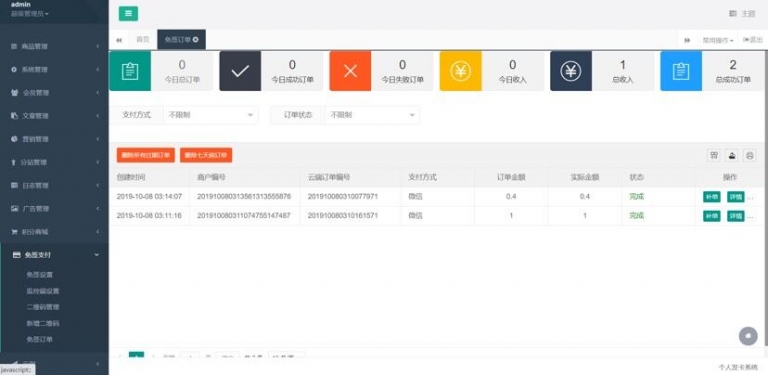 admin
超级管理员
主题
首页
免签订单
常用操作
退出
商品管理
系统管理
会员管理
文章管理
营销管理
分站管理
日志管理
广告管理
积分商城
免签支付
免签设置
监控端设置
二维码管理
新增二维码
免签订单
javascript:;
0
今日总订单
0
今日成功订单
0
今日失败订单
0
今日收入
1
总收入
2
总成功订单
支付方式 不限制 订单状态 不限制
删除所有过期订单 删除七天前订单
创建时间 商户编号 云端订单编号 支付方式 订单金额 实际金额 状态 操作
2019-10-08 03:14:07 201910080313561313555876 201910080310077971 微信 0.4 0.4 完成 补单 详情 ...
2019-10-08 03:11:16 201910080311074755147487 201910080310161571 微信 1 1 完成 补单 详情 ...
个人发卡系统